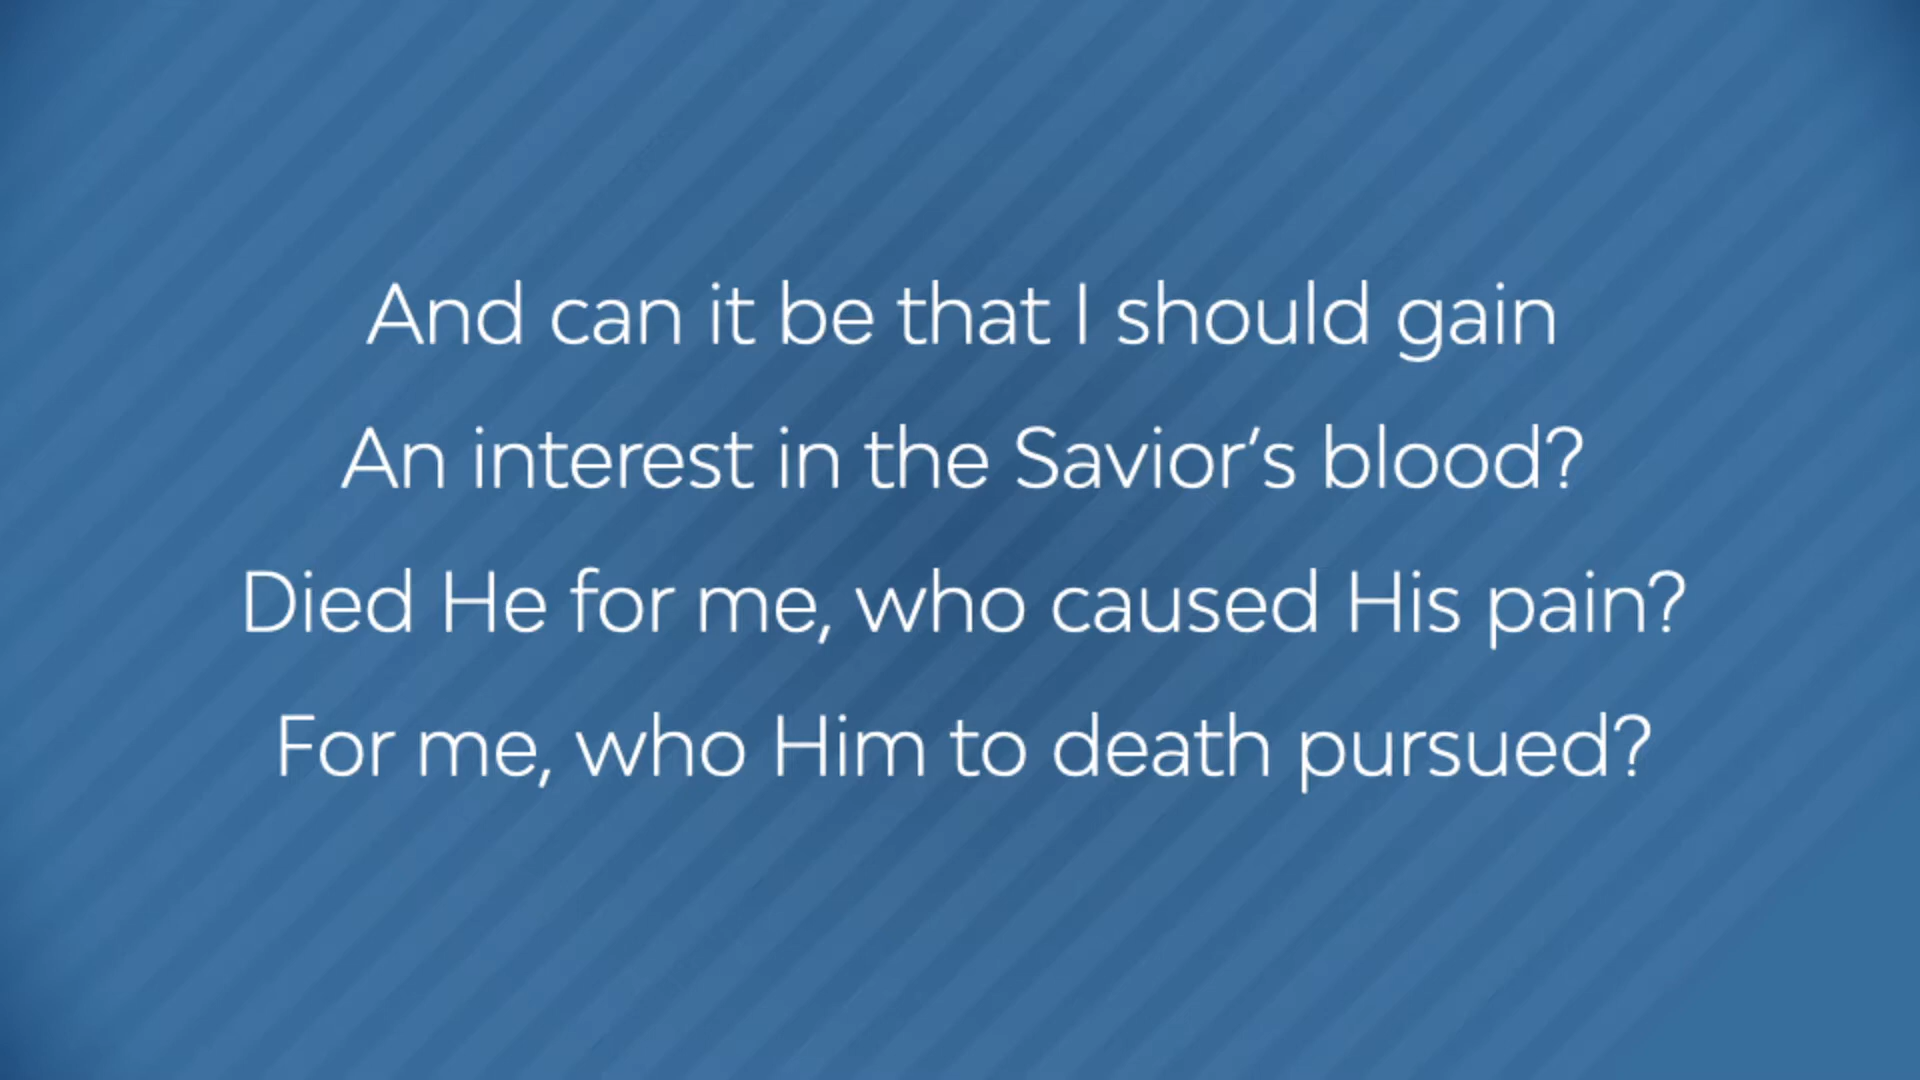 And can it be that I should gain
An interest in the Savior's blood?
Died He for me, who caused His pain?
For me, who Him to death pursued?